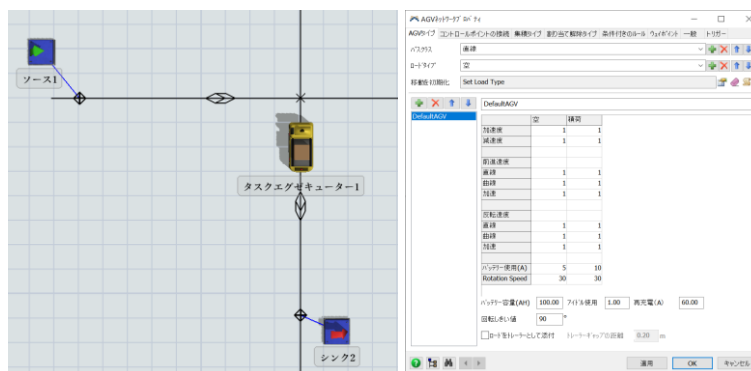 ソース1
タスクエグゼキューター1
シンク2
AGVネットワークプロパティ
AGVタイプ コントロールポイントの接続 集積タイプ 割り当て解除タイプ 条件付きのルール ウェイポイント 一般 トリガー
パスクラス 直線
ロードタイプ 空
移動前初期化 Set Load Type
DefaultAGV
DefaultAGV
空 積荷
加速度 1 1
減速度 1 1
前進速度
直線 1 1
曲線 1 1
加速 1 1
反転速度
直線 1 1
曲線 1 1
加速 1 1
バッテリー使用(A) 5 10
Rotation Speed 30 30
バッテリー容量(AH) 100.00 アイドル使用 1.00 再充電(A) 60.00
回転しきい値 90 °
ロードをトレーラーとして添付 トレーラーギャップの距離 0.20 m
適用 OK キャンセル